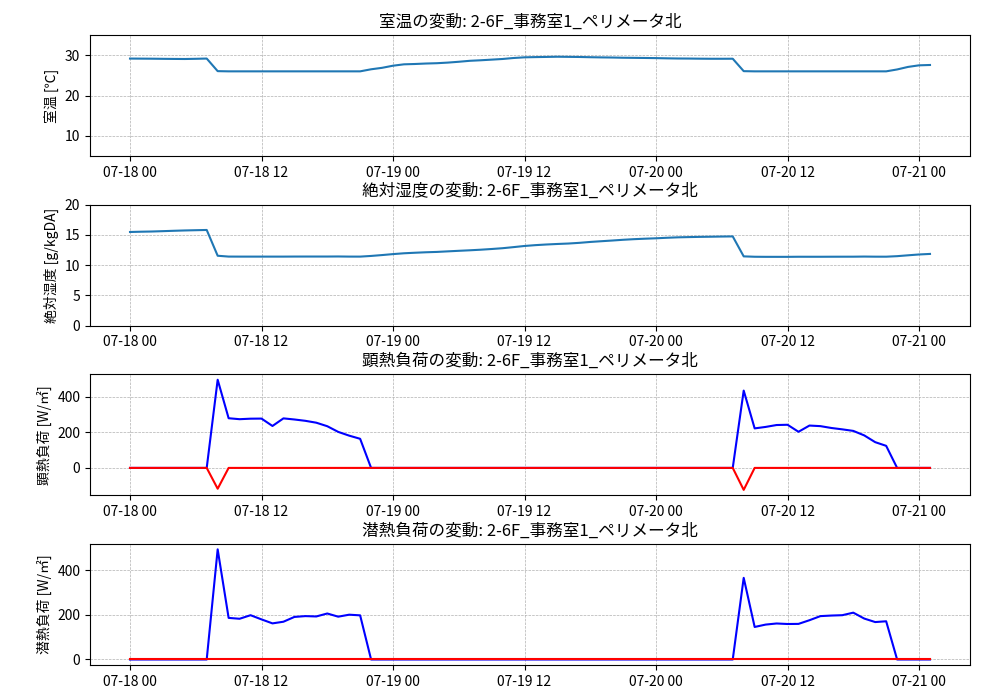 室温の変動: 2-6F_事務室1_ペリメータ北
30
20
10
室温 [℃]
07-18 00 07-18 12 07-19 00 07-19 12 07-20 00 07-20 12 07-21 00
絶対湿度の変動: 2-6F_事務室1_ペリメータ北
20
15
10
5
0
絶対湿度 [g/kgDA]
07-18 00 07-18 12 07-19 00 07-19 12 07-20 00 07-20 12 07-21 00
顕熱負荷の変動: 2-6F_事務室1_ペリメータ北
400
200
0
顕熱負荷 [W/㎡]
07-18 00 07-18 12 07-19 00 07-19 12 07-20 00 07-20 12 07-21 00
潜熱負荷の変動: 2-6F_事務室1_ペリメータ北
400
200
0
潜熱負荷 [W/㎡]
07-18 00 07-18 12 07-19 00 07-19 12 07-20 00 07-20 12 07-21 00